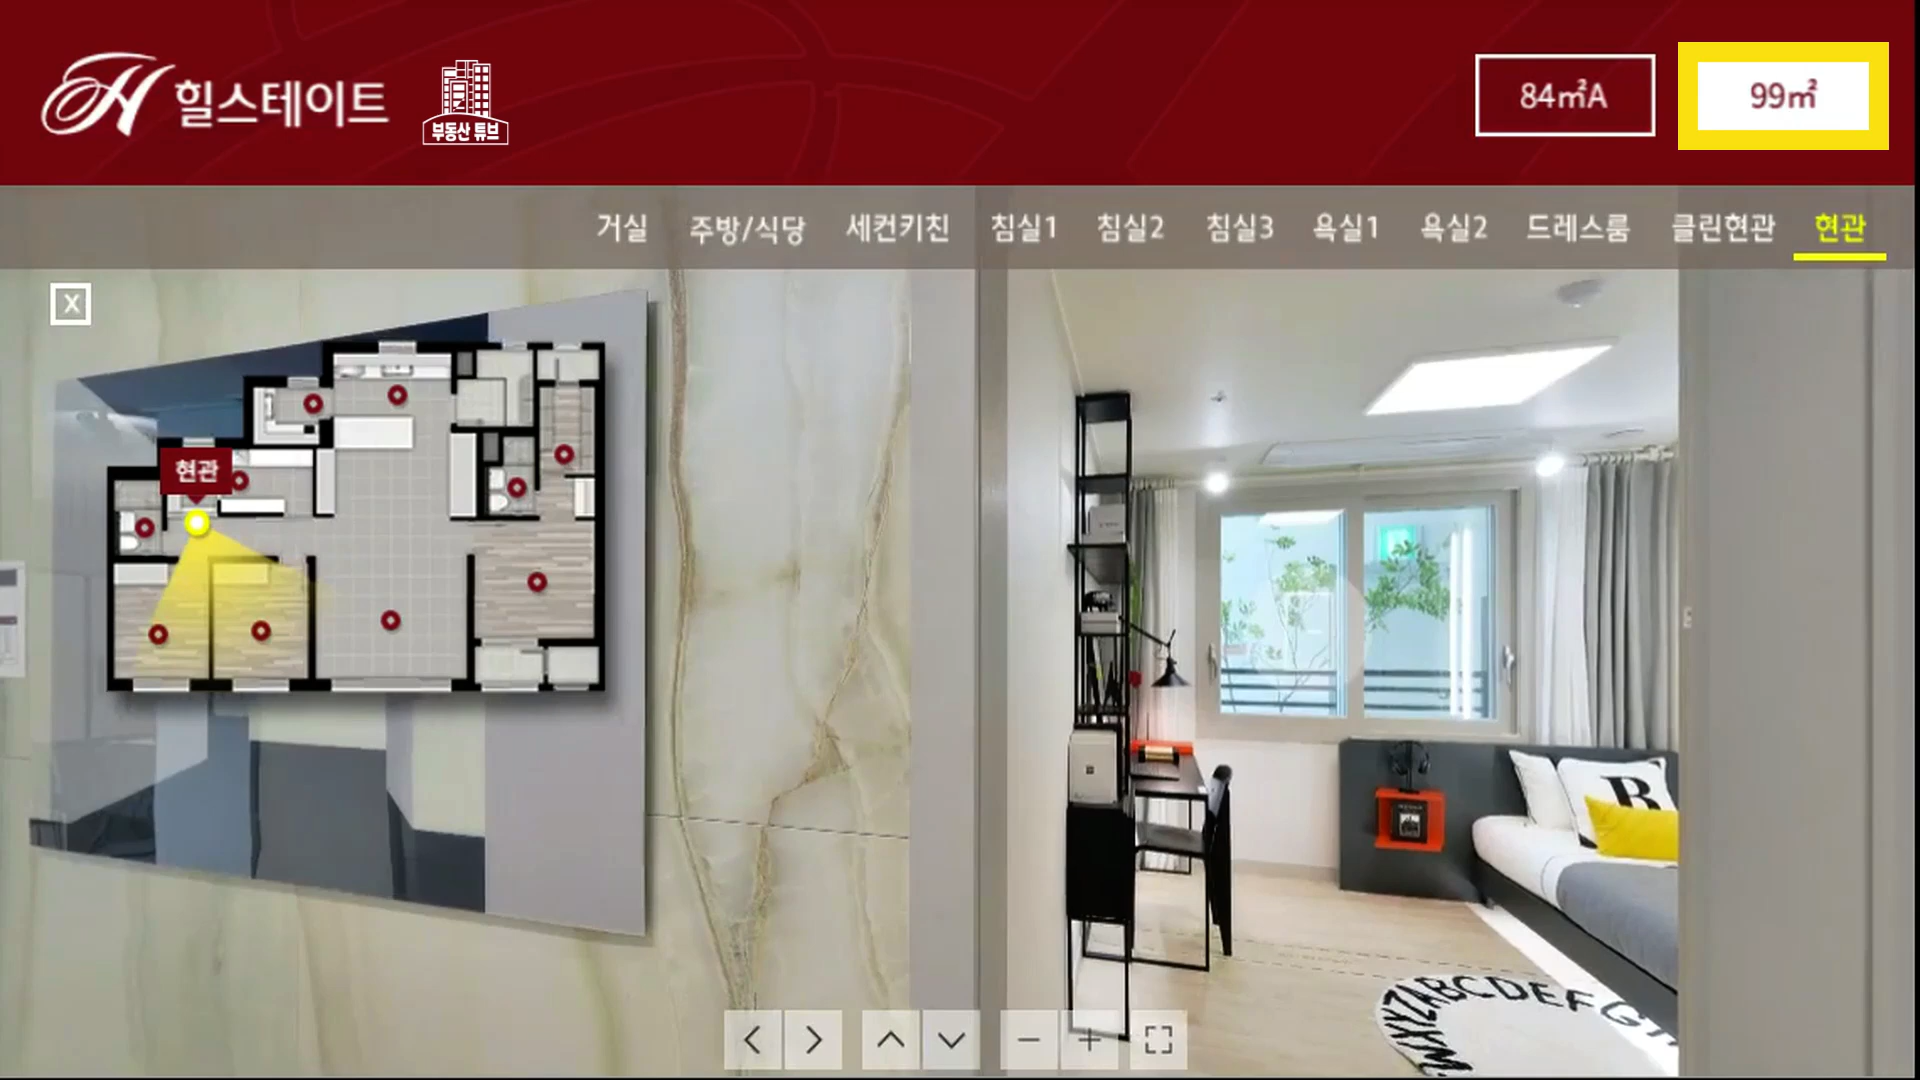 H 힐스테이트
부동산 튜브
84㎡A
99㎡
거실 주방/식당 세컨키친 침실1 침실2 침실3 욕실1 욕실2 드레스룸 클린현관 현관
X
현관
B
WXYZABCDEFG